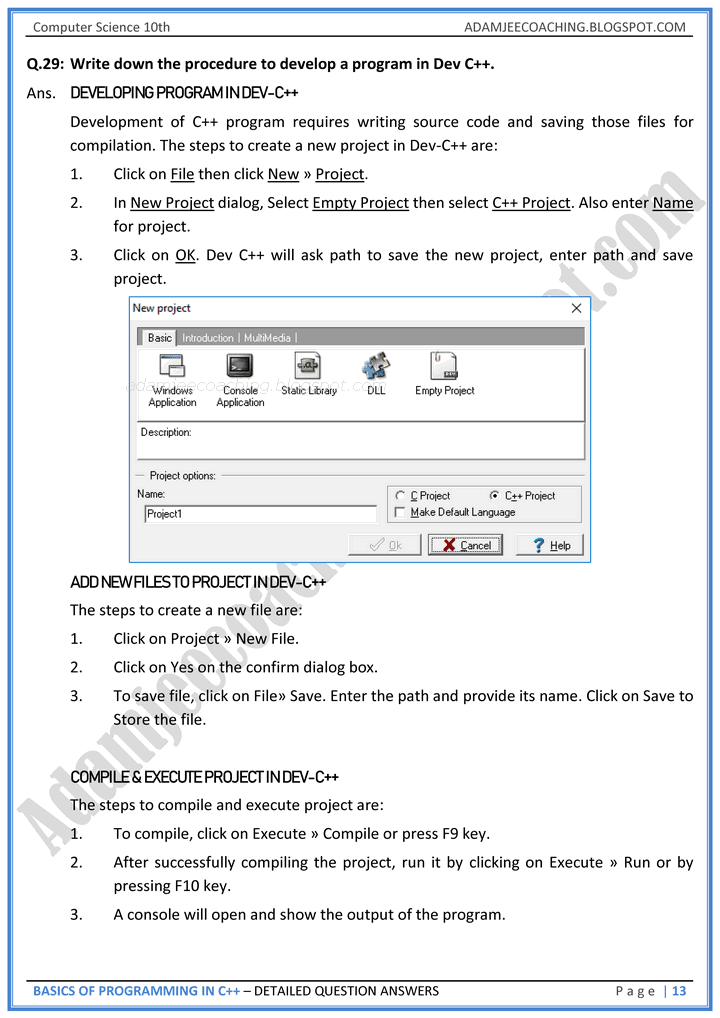 Computer Science 10th ADAMJEECOACHING.BLOGSPOT.COM
Q.29: Write down the procedure to develop a program in Dev C++.
Ans. DEVELOPING PROGRAM IN DEV-C++
Development of C++ program requires writing source code and saving those files for
compilation. The steps to create a new project in Dev-C++ are:
1. Click on File then click New » Project.
2. In New Project dialog, Select Empty Project then select C++ Project. Also enter Name
for project.
3. Click on OK. Dev C++ will ask path to save the new project, enter path and save
project.
New project
Basic Introduction | MultiMedia |
Windows Application
Console Application
Static Library
DLL
Empty Project
adamjeecoaching.blogspot.com
Description:
Project options:
Name:
Project1
C Project C++ Project
Make Default Language
Ok Cancel Help
ADD NEW FILES TO PROJECT IN DEV-C++
The steps to create a new file are:
1. Click on Project » New File.
2. Click on Yes on the confirm dialog box.
3. To save file, click on File» Save. Enter the path and provide its name. Click on Save to
Store the file.
COMPILE & EXECUTE PROJECT IN DEV-C++
The steps to compile and execute project are:
1. To compile, click on Execute » Compile or press F9 key.
2. After successfully compiling the project, run it by clicking on Execute » Run or by
pressing F10 key.
3. A console will open and show the output of the program.
BASICS OF PROGRAMMING IN C++ – DETAILED QUESTION ANSWERS Page | 13